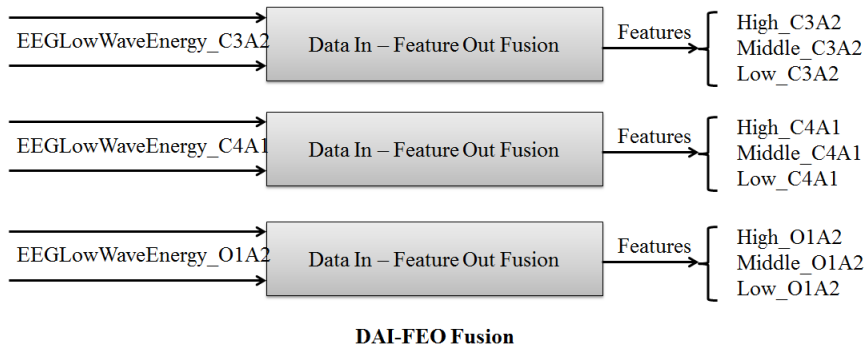 EEGLowWaveEnergy_C3A2
Data In – Feature Out Fusion
Features
High_C3A2
Middle_C3A2
Low_C3A2
EEGLowWaveEnergy_C4A1
Data In – Feature Out Fusion
Features
High_C4A1
Middle_C4A1
Low_C4A1
EEGLowWaveEnergy_O1A2
Data In – Feature Out Fusion
Features
High_O1A2
Middle_O1A2
Low_O1A2
DAI-FEO Fusion